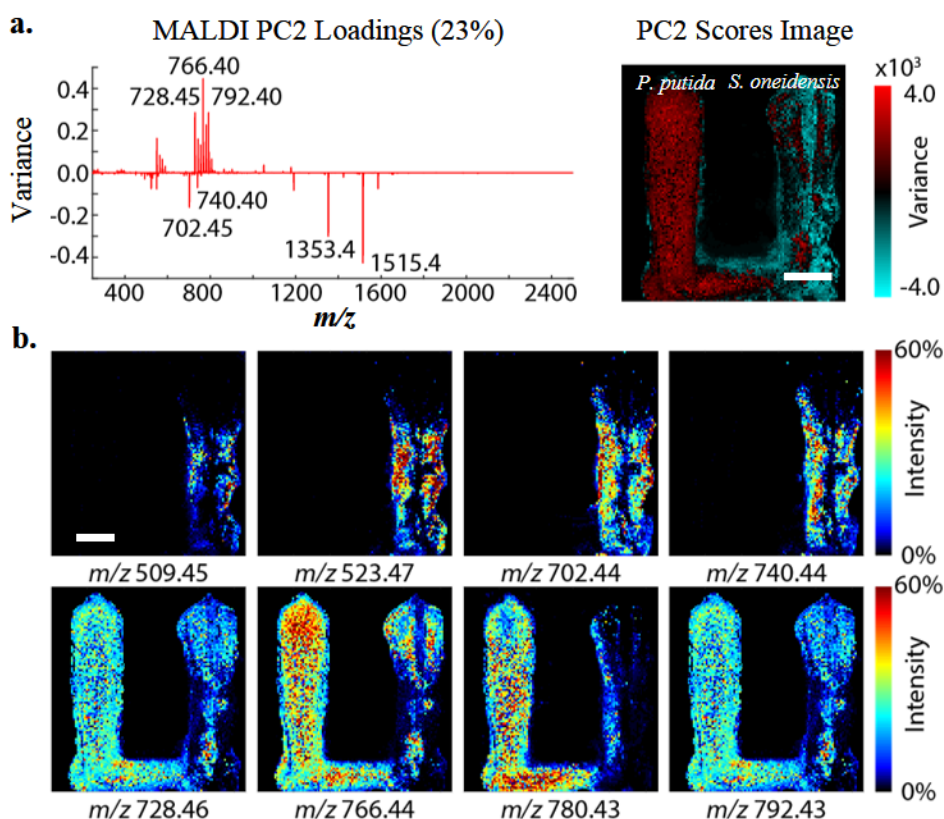 a.
MALDI PC2 Loadings (23%)
PC2 Scores Image
766.40
728.45
792.40
740.40
702.45
1353.4
1515.4
Variance
0.4
0.2
0.0
-0.2
-0.4
400 800 1200 1600 2000 2400
m/z
P. putida S. oneidensis
x10³
4.0
Variance
-4.0
b.
60%
Intensity
0%
m/z 509.45 m/z 523.47 m/z 702.44 m/z 740.44
60%
Intensity
0%
m/z 728.46 m/z 766.44 m/z 780.43 m/z 792.43